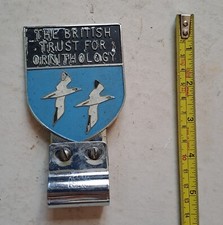 THE BRITISH
TRUST FOR
ORNITHOLOGY